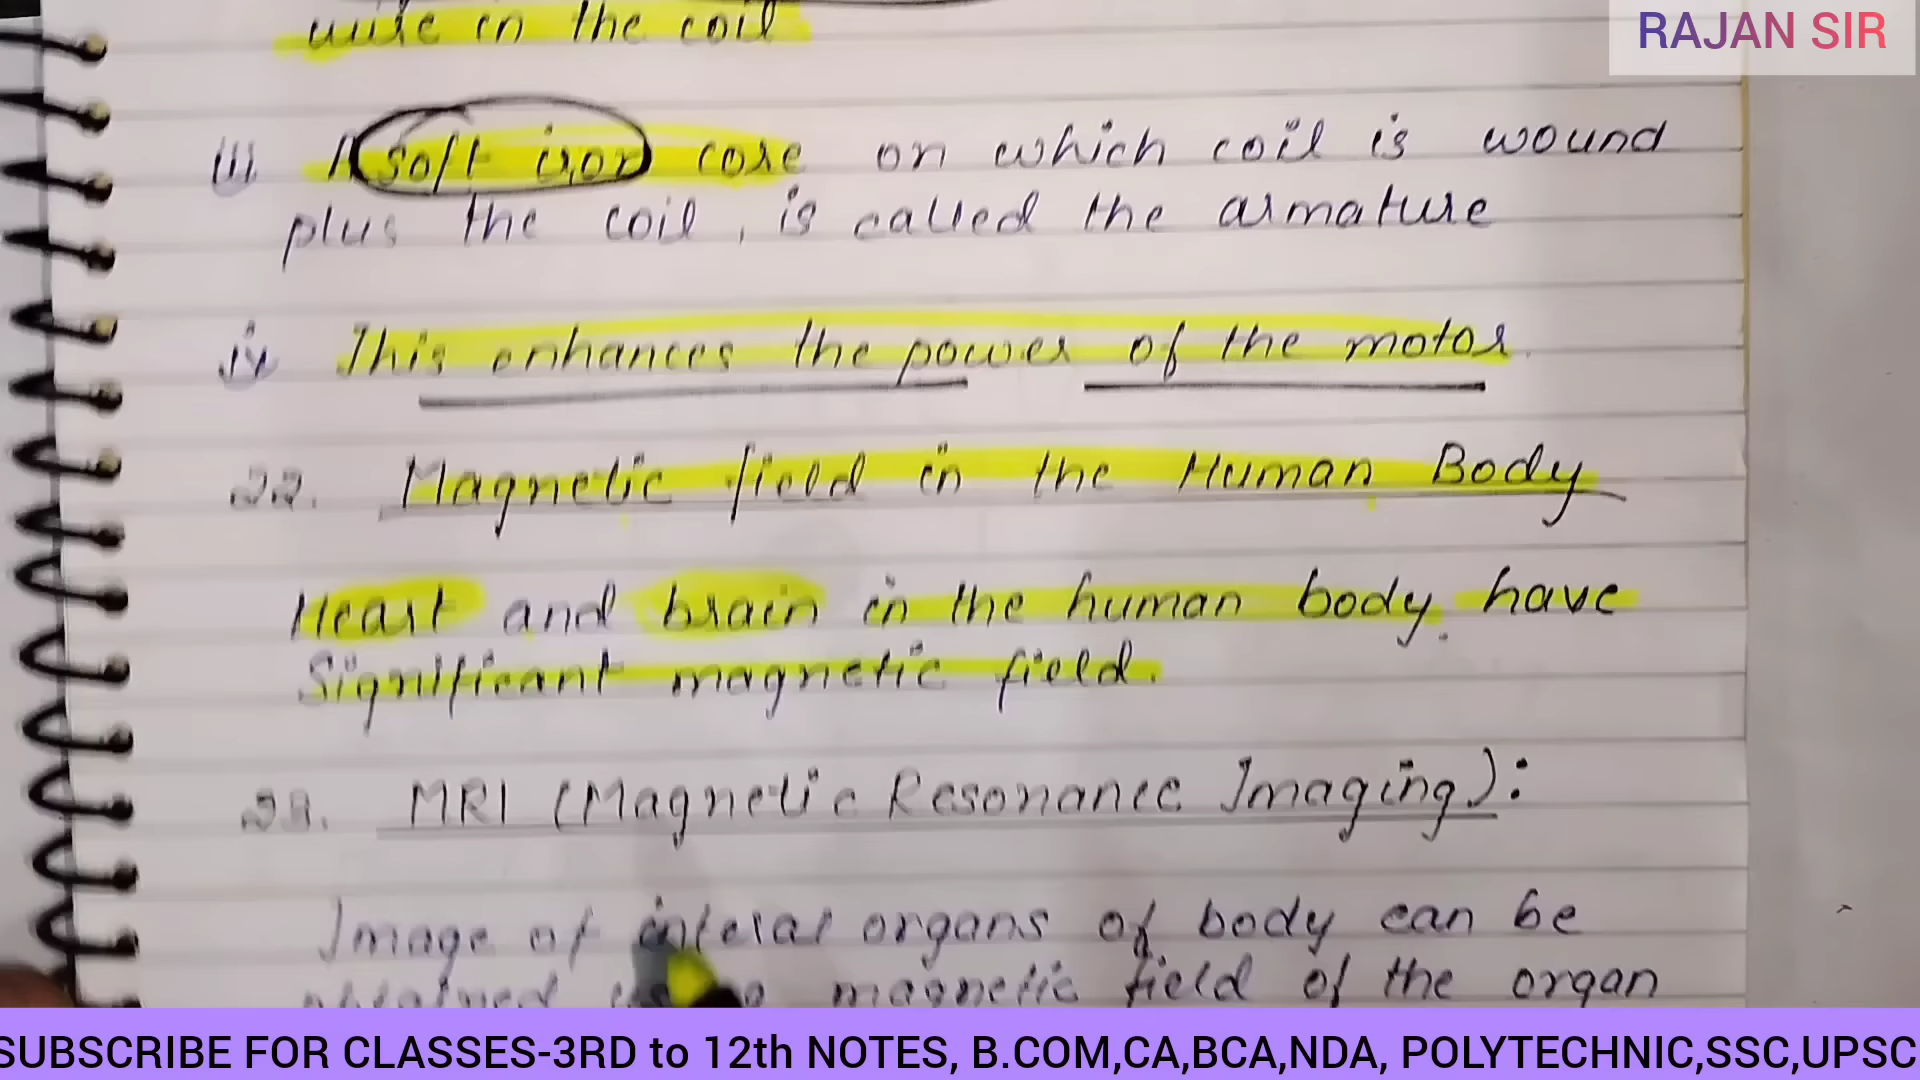 wire in the coil
RAJAN SIR
iii. A soft iron core on which coil is wound
plus the coil, is called the armature
iv. This enhances the power of the motor.
22. Magnetic field in the Human Body
Heart and brain in the human body have
Significant magnetic field.
23. MRI (Magnetic Resonance Imaging):
Image of interal organs of body can be
obtained magnetic field of the organ
SUBSCRIBE FOR CLASSES-3RD to 12th NOTES, B.COM,CA,BCA,NDA, POLYTECHNIC,SSC,UPSC